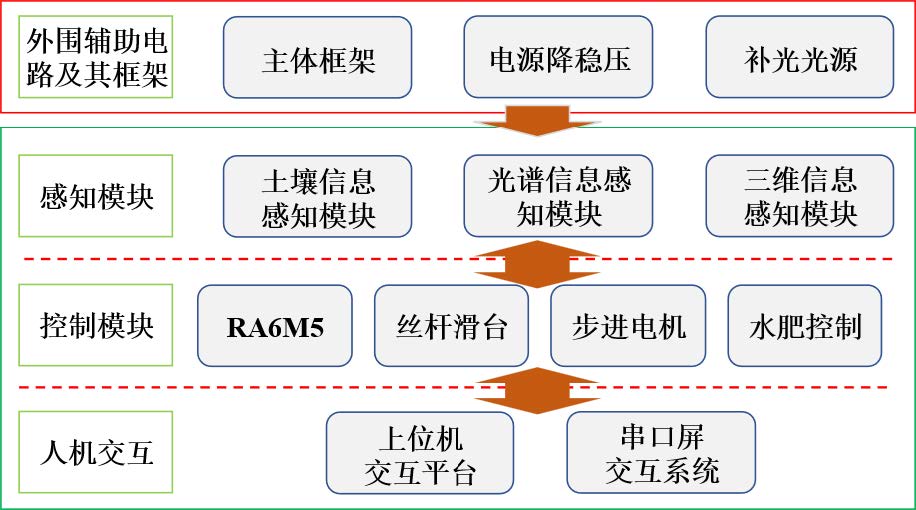 外围辅助电
路及其框架
主体框架
电源降稳压
补光光源
感知模块
土壤信息
感知模块
光谱信息感
知模块
三维信息
感知模块
控制模块
RA6M5
丝杆滑台
步进电机
水肥控制
人机交互
上位机
交互平台
串口屏
交互系统